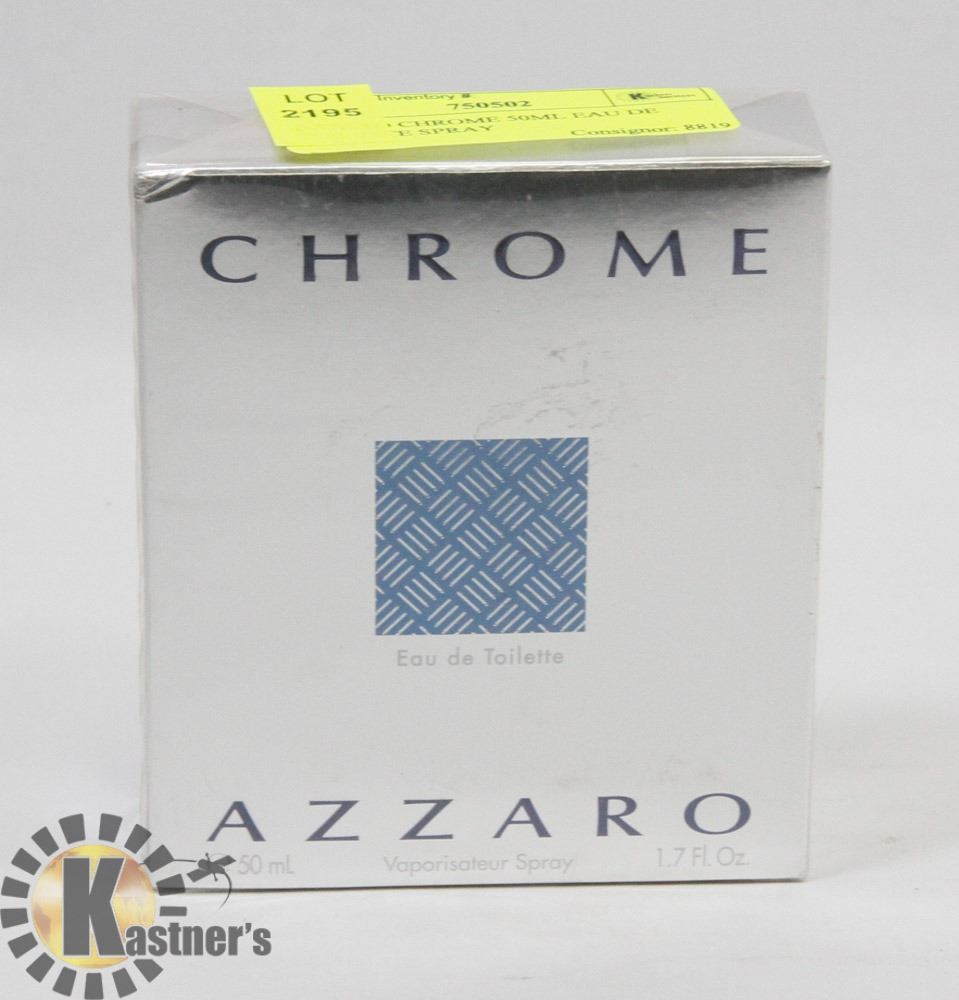 LOT
2195
Inventory #
750502
CHROME 50ML EAU DE
E SPRAY
Consignor: 8819
CHROME
Eau de Toilette
AZZARO
50 mL Vaporisateur Spray 1.7 Fl. Oz.
Kastner's